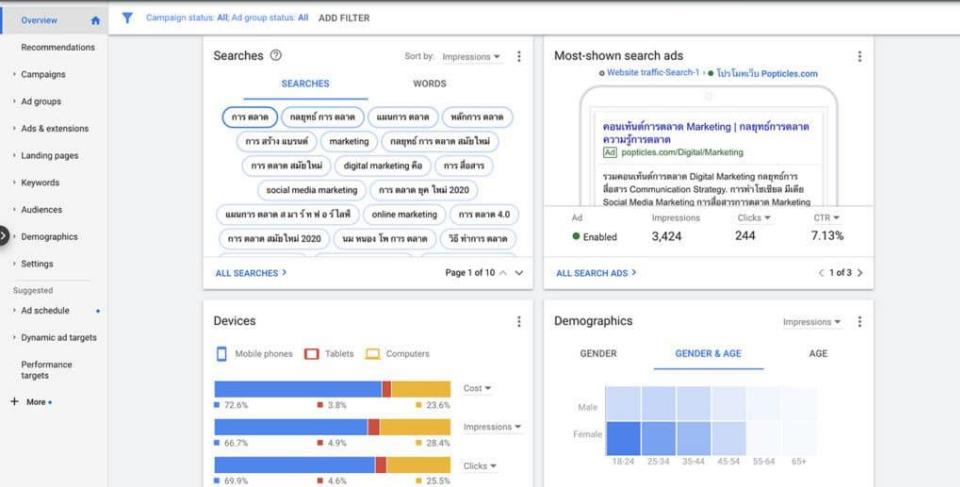 Overview
Campaign status: All; Ad group status: All ADD FILTER
Recommendations
Campaigns
Ad groups
Ads & extensions
Landing pages
Keywords
Audiences
Demographics
Settings
Suggested
Ad schedule
Dynamic ad targets
Performance
targets
+ More
Searches
Sort by: Impressions
SEARCHES WORDS
การ ตลาด กลยุทธ์ การ ตลาด แผนการ ตลาด หลักการ ตลาด
การ สร้าง แบรนด์ marketing กลยุทธ์ การ ตลาด สมัยใหม่
การ ตลาด สมัยใหม่ digital marketing คือ การ สื่อสาร
social media marketing การ ตลาด ยุค ใหม่ 2020
แผนการ ตลาด ส มา ร์ ท ฟ อ ร์ ไลฟ์ online marketing การ ตลาด 4.0
การ ตลาด สมัยใหม่ 2020 นม หนอง โพ การ ตลาด วิธี ทําการ ตลาด
ALL SEARCHES Page 1 of 10
Most-shown search ads
Website traffic-Search-1 โปรโมทเว็บ Popticles.com
คอนเท้นต์การตลาด Marketing | กลยุทธ์การตลาด
ความรู้การตลาด
Ad popticles.com/Digital/Marketing
รวมคอนเท้นต์การตลาด Digital Marketing กลยุทธ์การ
สื่อสาร Communication Strategy. การทำโซเชียล มีเดีย
Social Media Marketing การสื่อสารการตลาด Marketing
Ad Impressions Clicks CTR
Enabled 3,424 244 7.13%
ALL SEARCH ADS 1 of 3
Devices
Mobile phones Tablets Computers
Cost
72.6% 3.8% 23.6%
Impressions
66.7% 4.9% 28.4%
Clicks
69.9% 4.6% 25.5%
Demographics
Impressions
GENDER GENDER & AGE AGE
Male
Female
18-24 25-34 35-44 45-54 55-64 65+